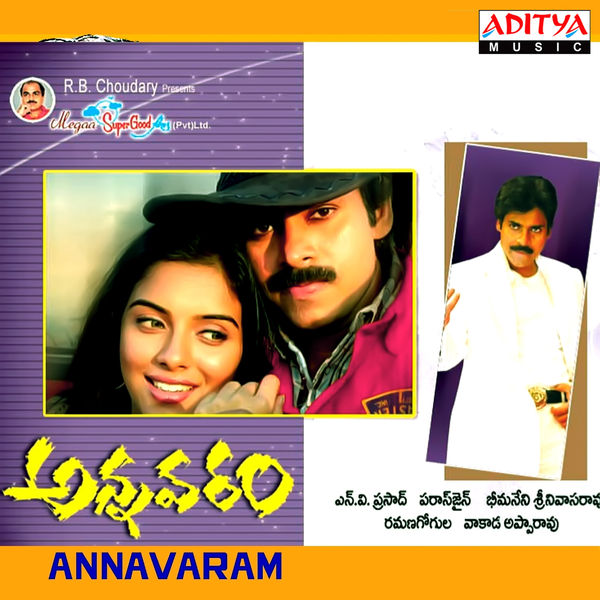 ADITYA
MUSIC
R.B. Choudary Presents
Megaa Super Good Films (Pvt)Ltd.
అన్నవరం
ఎన్.వి. ప్రసాద్ పరాస్‌జైన్ భీమనేని శ్రీనివాసరావు
రమణగోగుల వాకాడ అప్పారావు
ANNAVARAM